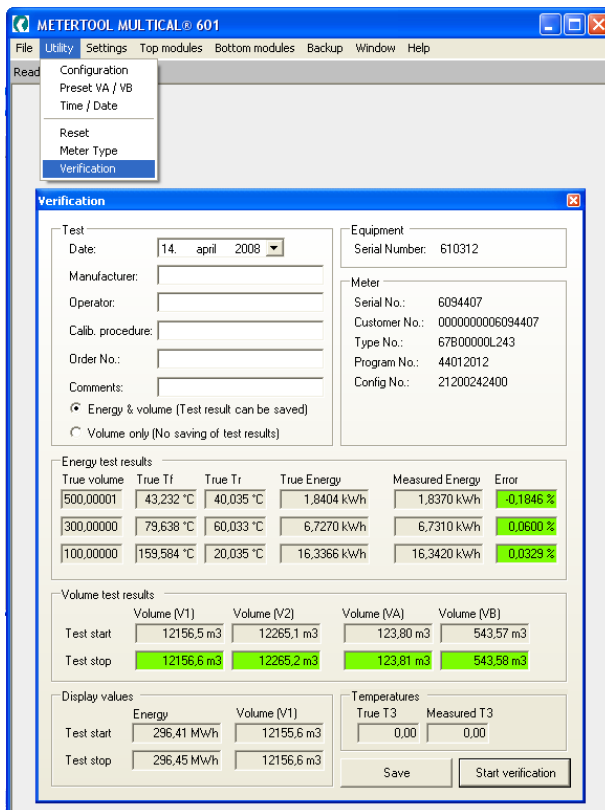 METERTOOL MULTICAL® 601
File Utility Settings Top modules Bottom modules Backup Window Help
Read
Configuration
Preset VA / VB
Time / Date
Reset
Meter Type
Verification
Verification
Test
Date: 14. april 2008
Manufacturer:
Operator:
Calib. procedure:
Order No.:
Comments:
Energy & volume (Test result can be saved)
Volume only (No saving of test results)
Equipment
Serial Number: 610312
Meter
Serial No.: 6094407
Customer No.: 0000000006094407
Type No.: 67B00000L243
Program No.: 44012012
Config No.: 21200242400
Energy test results
True volume True Tf True Tr True Energy Measured Energy Error
500,00001 43,232 °C 40,035 °C 1,8404 kWh 1,8370 kWh -0,1846 %
300,00000 79,638 °C 60,033 °C 6,7270 kWh 6,7310 kWh 0,0600 %
100,00000 159,584 °C 20,035 °C 16,3366 kWh 16,3420 kWh 0,0329 %
Volume test results
Volume (V1) Volume (V2) Volume (VA) Volume (VB)
Test start 12156,5 m3 12265,1 m3 123,80 m3 543,57 m3
Test stop 12156,6 m3 12265,2 m3 123,81 m3 543,58 m3
Display values
Energy Volume (V1)
Test start 296,41 MWh 12155,6 m3
Test stop 296,45 MWh 12156,6 m3
Temperatures
True T3 Measured T3
0,00 0,00
Save Start verification